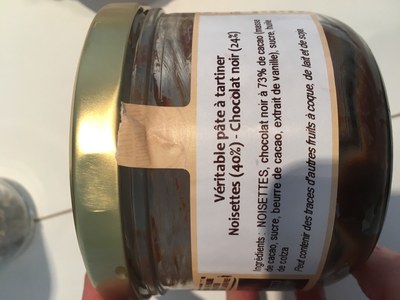 Véritable pâte à tartiner
Noisettes (40%) - Chocolat noir (24%)
Ingrédients : NOISETTES, chocolat noir à 73% de cacao (masse
de cacao, sucre, beurre de cacao, extrait de vanille), sucre, huile
de colza
Peut contenir des traces d'autres fruits à coque, de lait et de soja